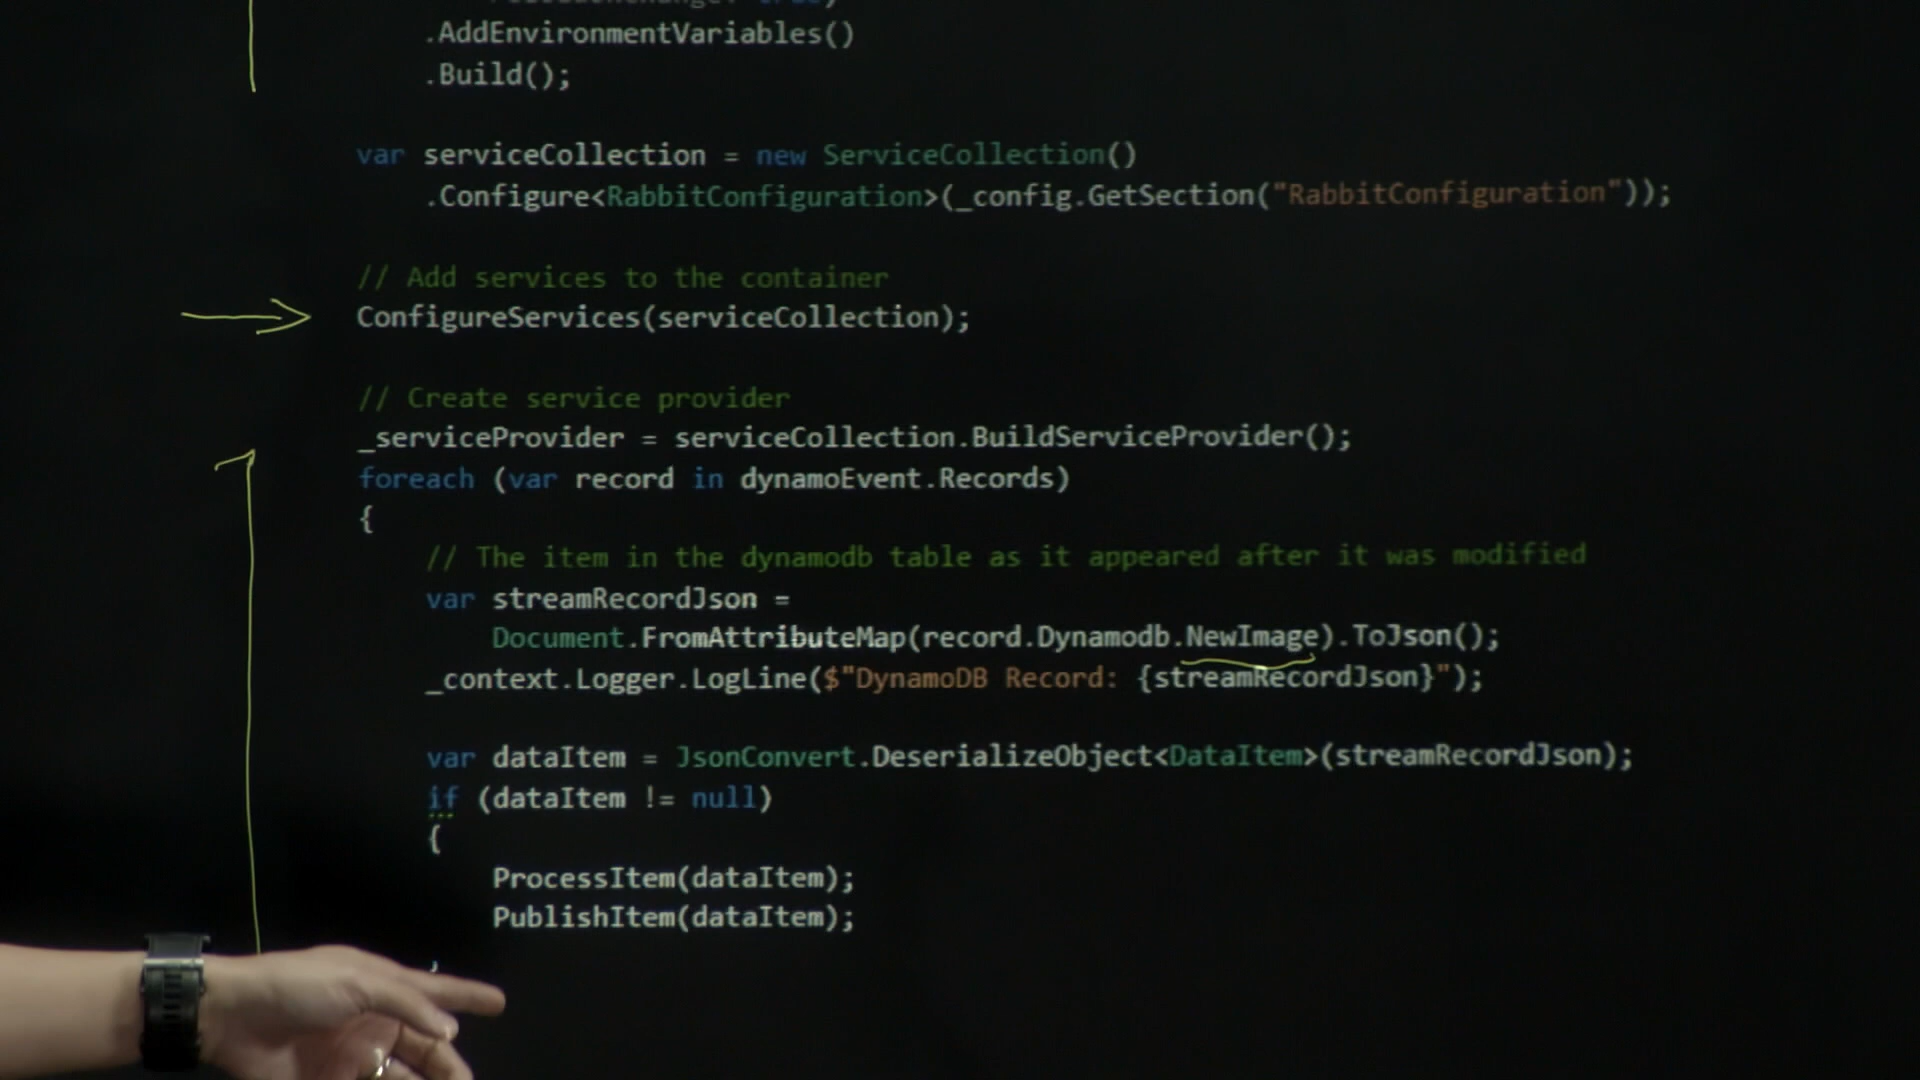 .AddEnvironmentVariables()
.Build();
var serviceCollection = new ServiceCollection()
.Configure<RabbitConfiguration>(_config.GetSection("RabbitConfiguration"));
// Add services to the container
ConfigureServices(serviceCollection);
// Create service provider
_serviceProvider = serviceCollection.BuildServiceProvider();
foreach (var record in dynamoEvent.Records)
{
// The item in the dynamodb table as it appeared after it was modified
var streamRecordJson =
Document.FromAttributeMap(record.Dynamodb.NewImage).ToJson();
_context.Logger.LogLine($"DynamoDB Record: {streamRecordJson}");
var dataItem = JsonConvert.DeserializeObject<DataItem>(streamRecordJson);
if (dataItem != null)
{
ProcessItem(dataItem);
PublishItem(dataItem);